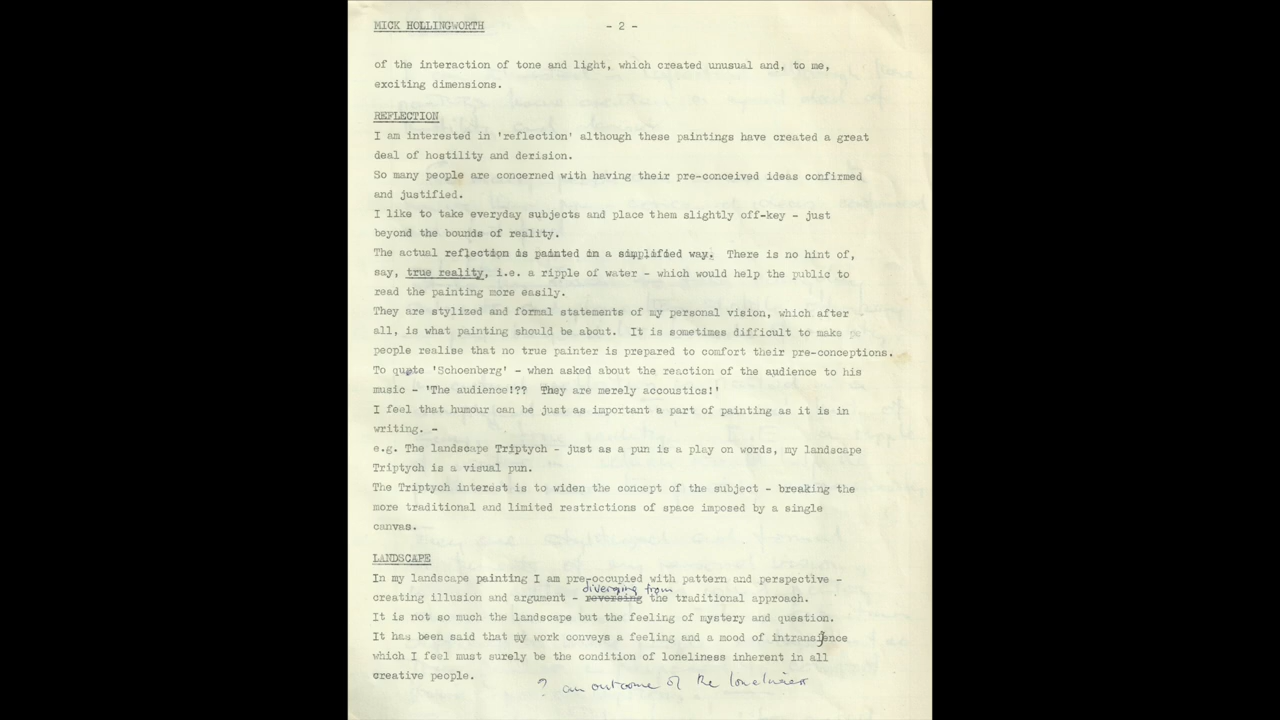 MICK HOLLINGWORTH - 2 -
of the interaction of tone and light, which created unusual and, to me,
exciting dimensions.
REFLECTION
I am interested in 'reflection' although these paintings have created a great
deal of hostility and derision.
So many people are concerned with having their pre-conceived ideas confirmed
and justified.
I like to take everyday subjects and place them slightly off-key - just
beyond the bounds of reality.
The actual reflection is painted in a simplified way. There is no hint of,
say, true reality, i.e. a ripple of water - which would help the public to
read the painting more easily.
They are stylized and formal statements of my personal vision, which after
all, is what painting should be about. It is sometimes difficult to make
people realise that no true painter is prepared to comfort their pre-conceptions.
To quote 'Schoenberg' - when asked about the reaction of the audience to his
music - 'The audience!?? They are merely accoustics!'
I feel that humour can be just as important a part of painting as it is in
writing. -
e.g. The landscape Triptych - just as a pun is a play on words, my landscape
Triptych is a visual pun.
The Triptych interest is to widen the concept of the subject - breaking the
more traditional and limited restrictions of space imposed by a single
canvas.
LANDSCAPE
In my landscape painting I am pre-occupied with pattern and perspective -
diverging from
creating illusion and argument - reversing the traditional approach.
It is not so much the landscape but the feeling of mystery and question.
It has been said that my work conveys a feeling and a mood of intransience
which I feel must surely be the condition of loneliness inherent in all
creative people.
? an outcome of the loneliness